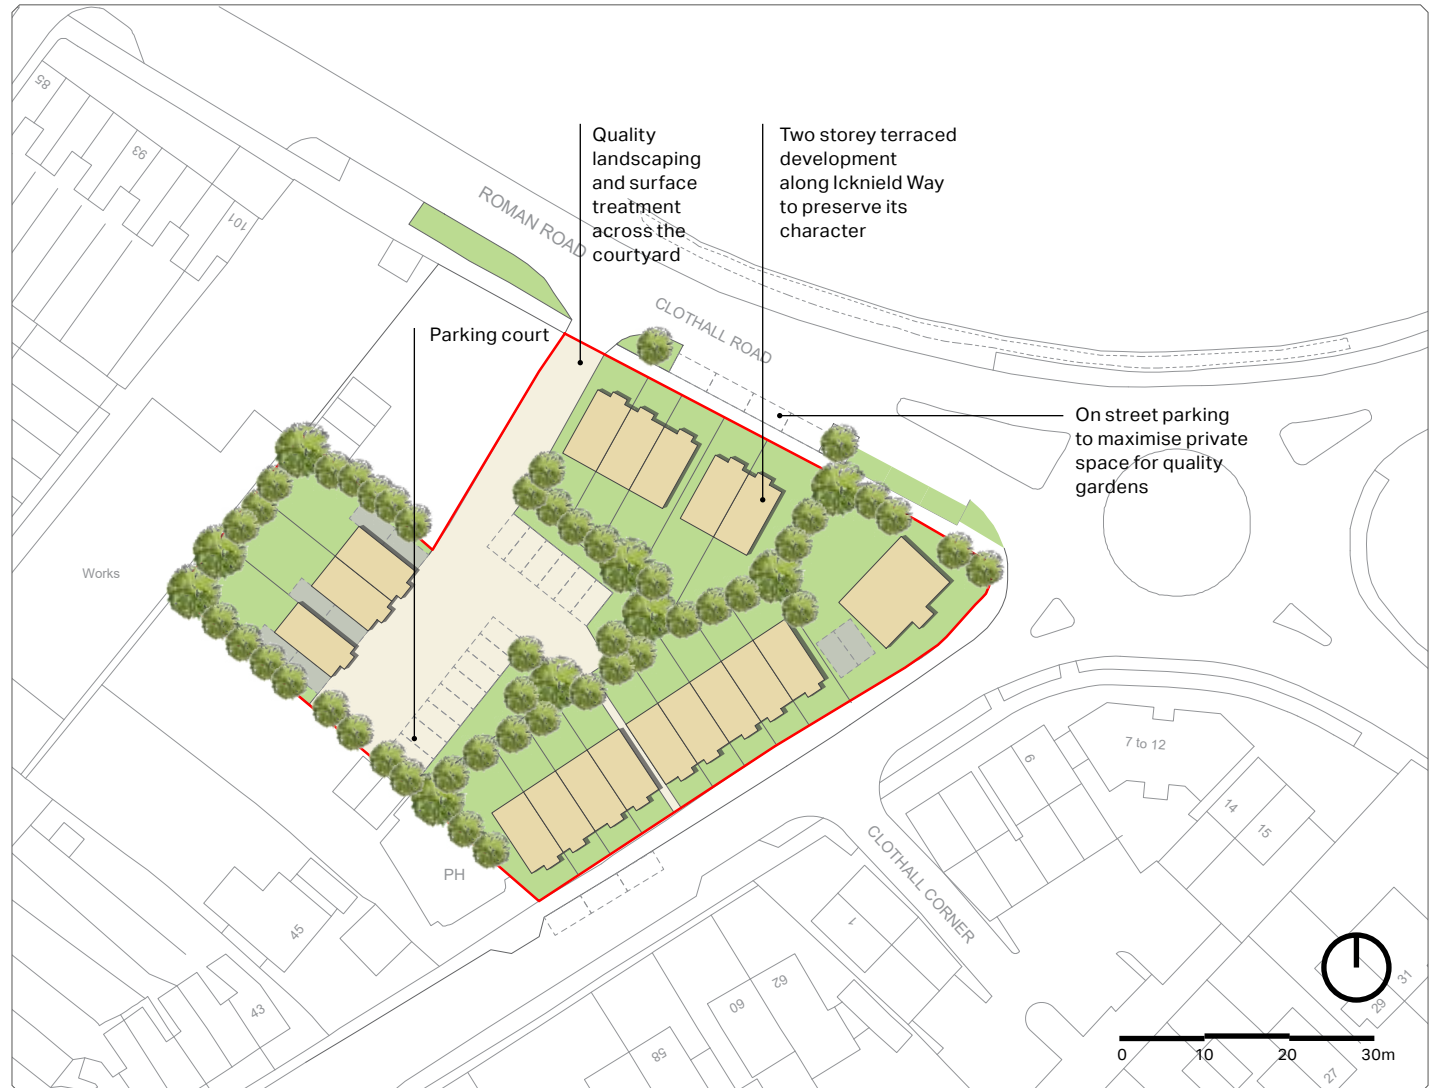 85
93
101
ROMAN ROAD
Quality
landscaping
and surface
treatment
across the
courtyard
Two storey terraced
development
along Icknield Way
to preserve its
character
CLOTHALL ROAD
Parking court
On street parking
to maximise private
space for quality
gardens
Works
PH
45
43
CLOTHALL CORNER
1
6
7 to 12
14
15
62
60
58
31
29
27
0
10
20
30m